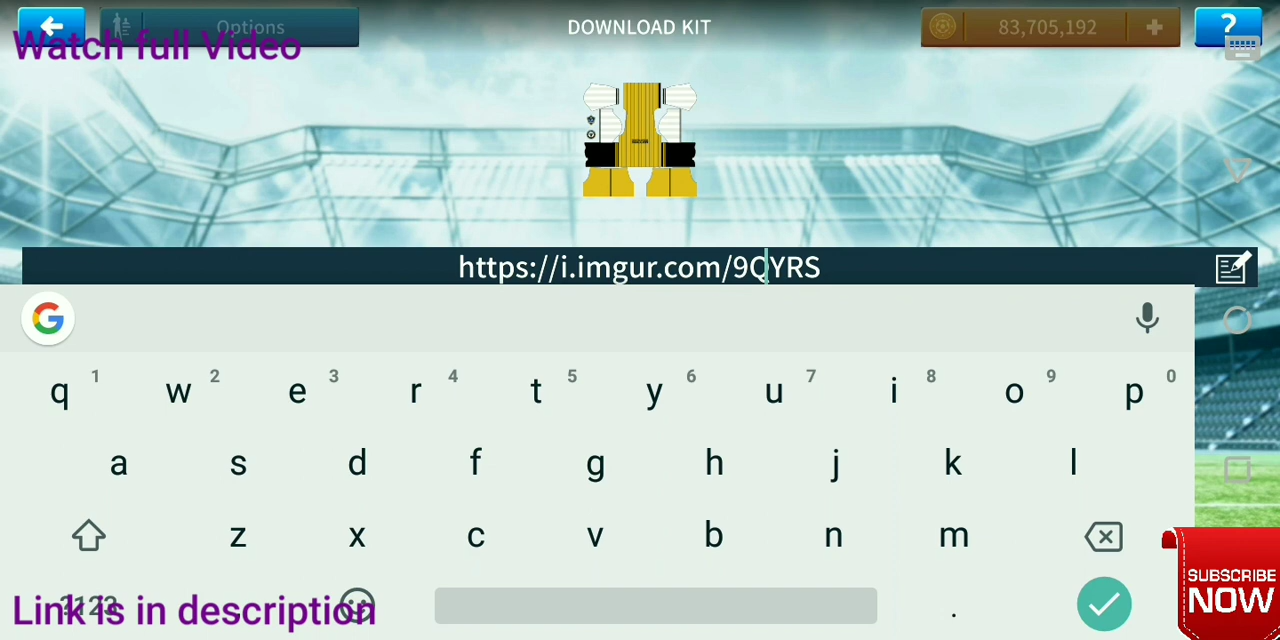 Options
DOWNLOAD KIT
83,705,192
+
?
Watch full Video
https://i.imgur.com/9QYRS
G
q 1 w 2 e 3 r 4 t 5 y 6 u 7 i 8 o 9 p 0
a s d f g h j k l
z x c v b n m
?123 , .
Link is in description
SUBSCRIBE
NOW